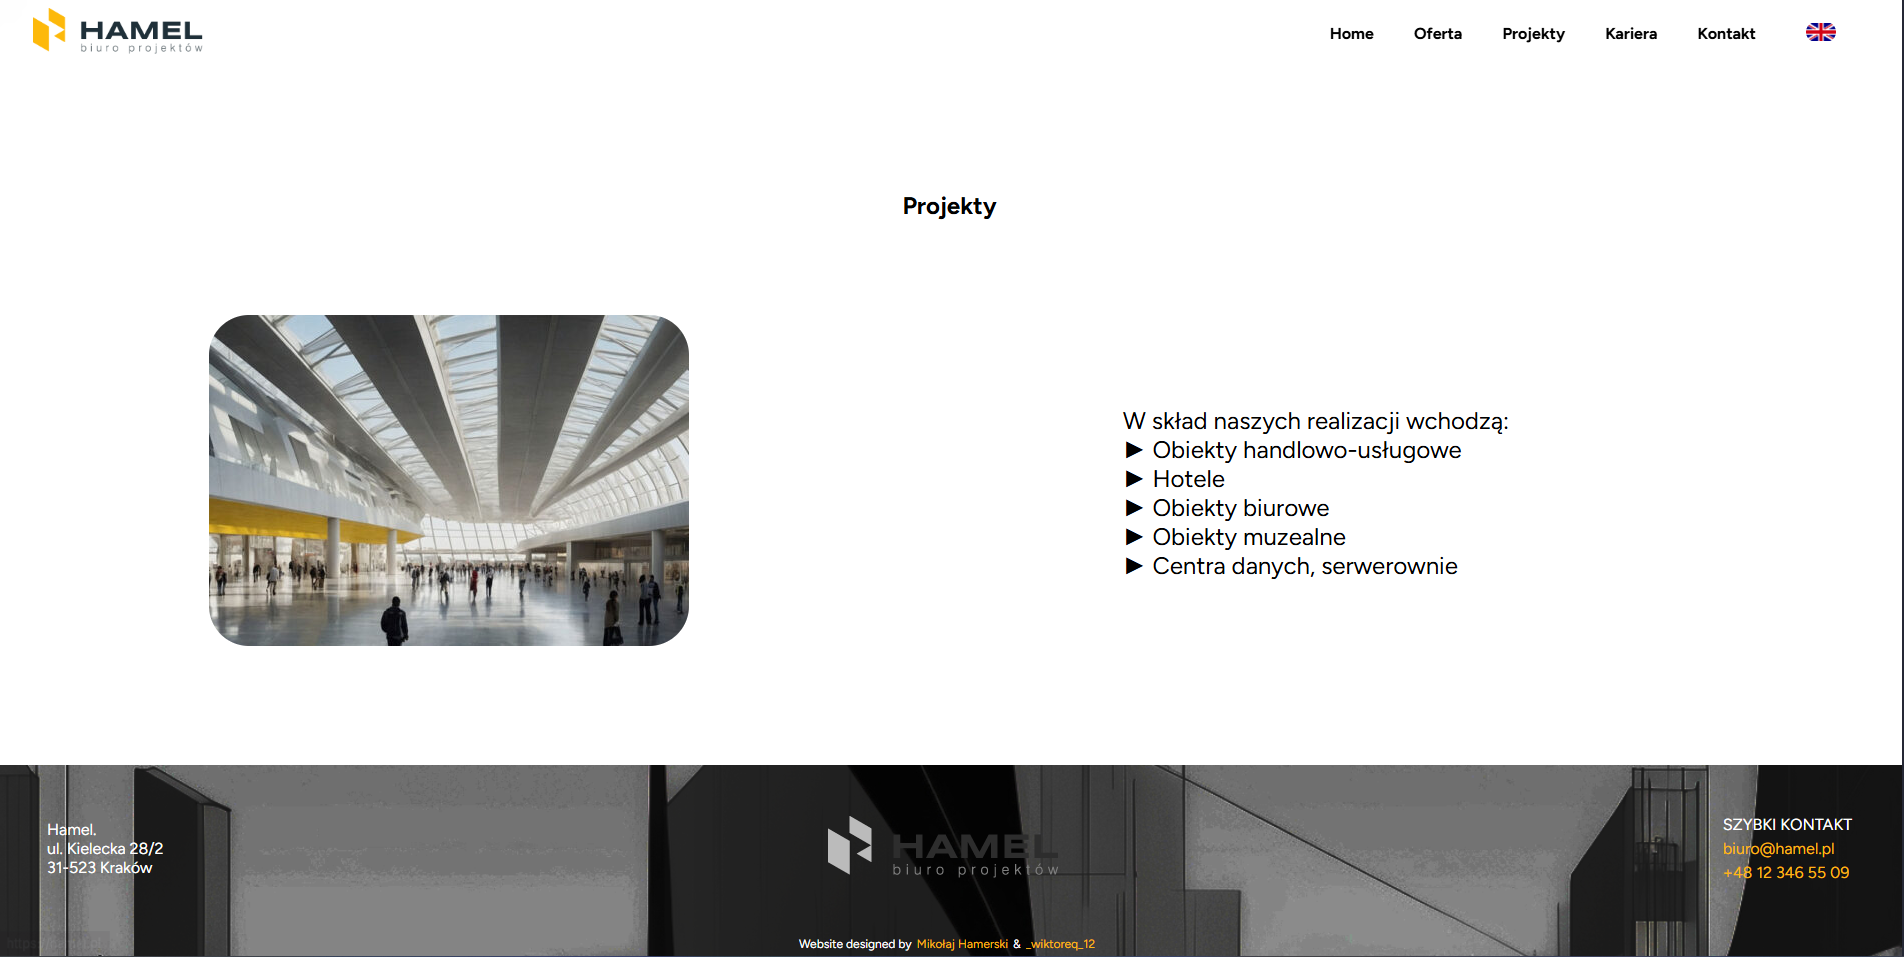 HAMEL
biuro projektów
Home Oferta Projekty Kariera Kontakt
Projekty
W skład naszych realizacji wchodzą:
► Obiekty handlowo-usługowe
► Hotele
► Obiekty biurowe
► Obiekty muzealne
► Centra danych, serwerownie
Hamel.
ul. Kielecka 28/2
31-523 Kraków
HAMEL
biuro projektów
SZYBKI KONTAKT
biuro@hamel.pl
+48 12 346 55 09
Website designed by Mikołaj Hamerski & _wiktoreq_12